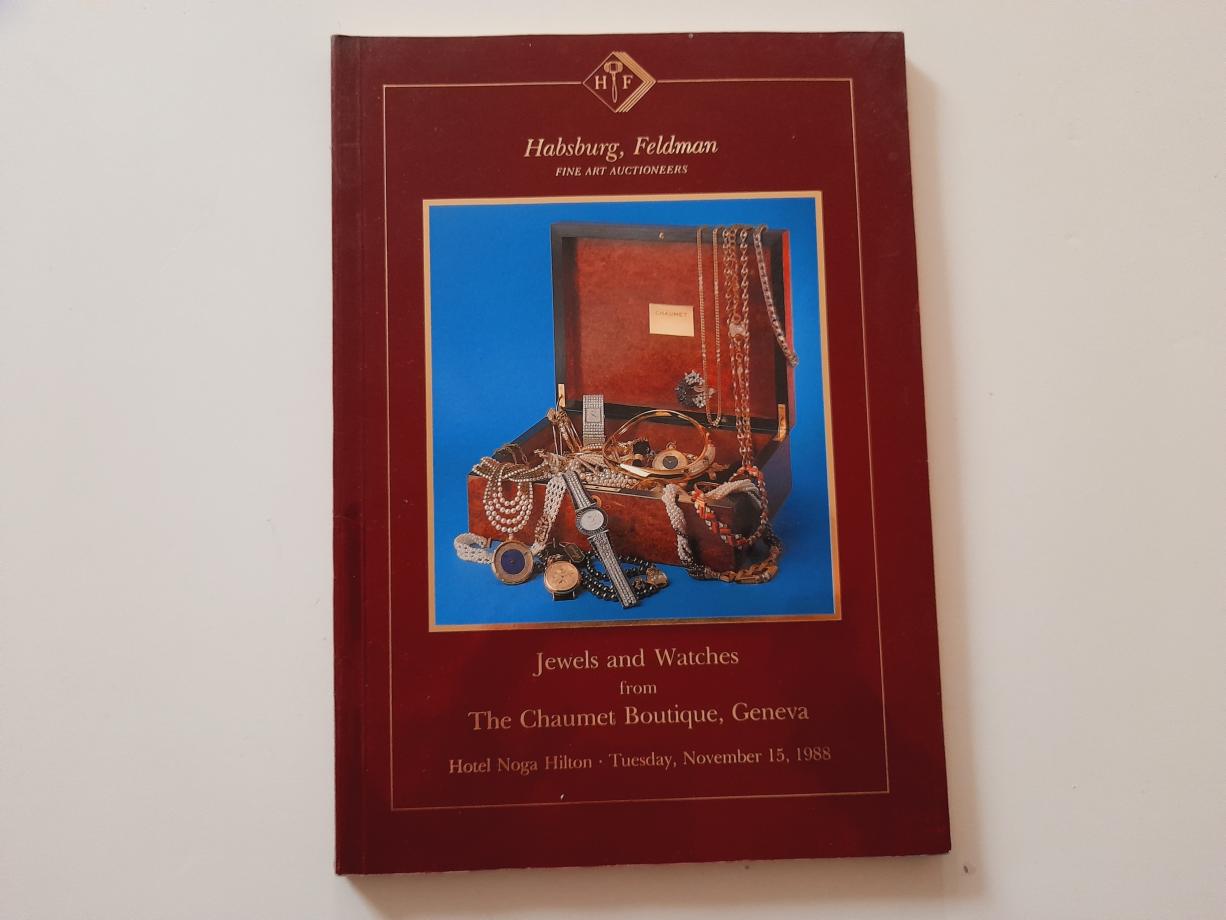 H F
Habsburg, Feldman
FINE ART AUCTIONEERS
CHAUMET
Jewels and Watches
from
The Chaumet Boutique, Geneva
Hotel Noga Hilton · Tuesday, November 15, 1988